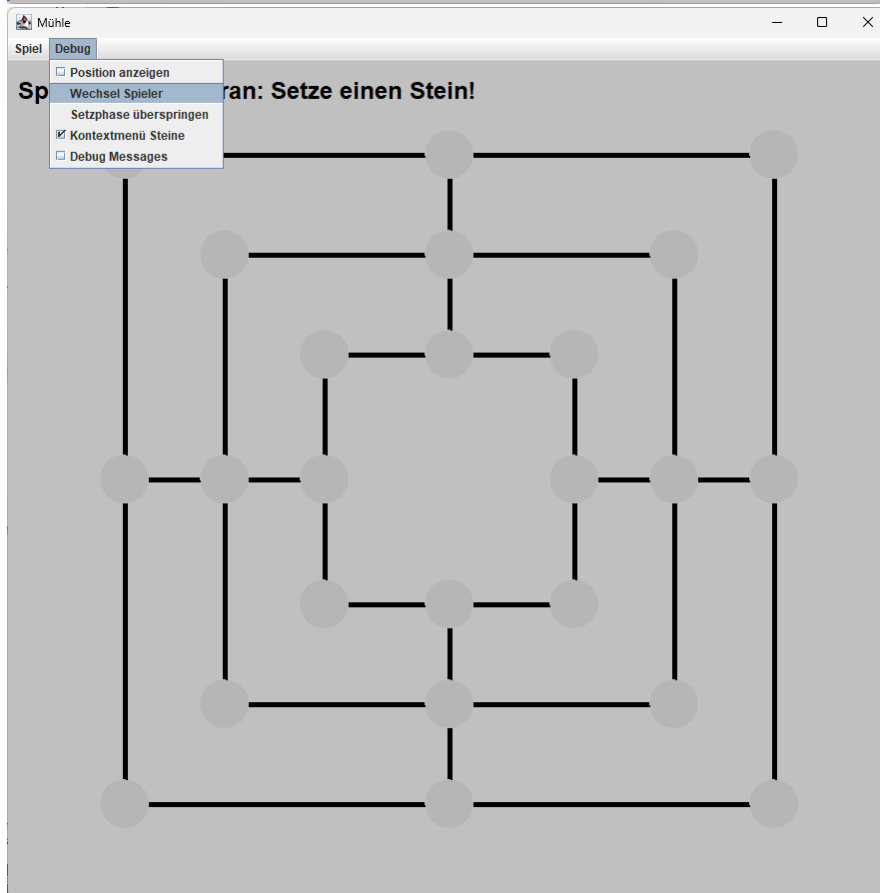 Mühle
Spiel Debug
Position anzeigen
Sp ran: Setze einen Stein!
Wechsel Spieler
Setzphase überspringen
Kontextmenü Steine
Debug Messages